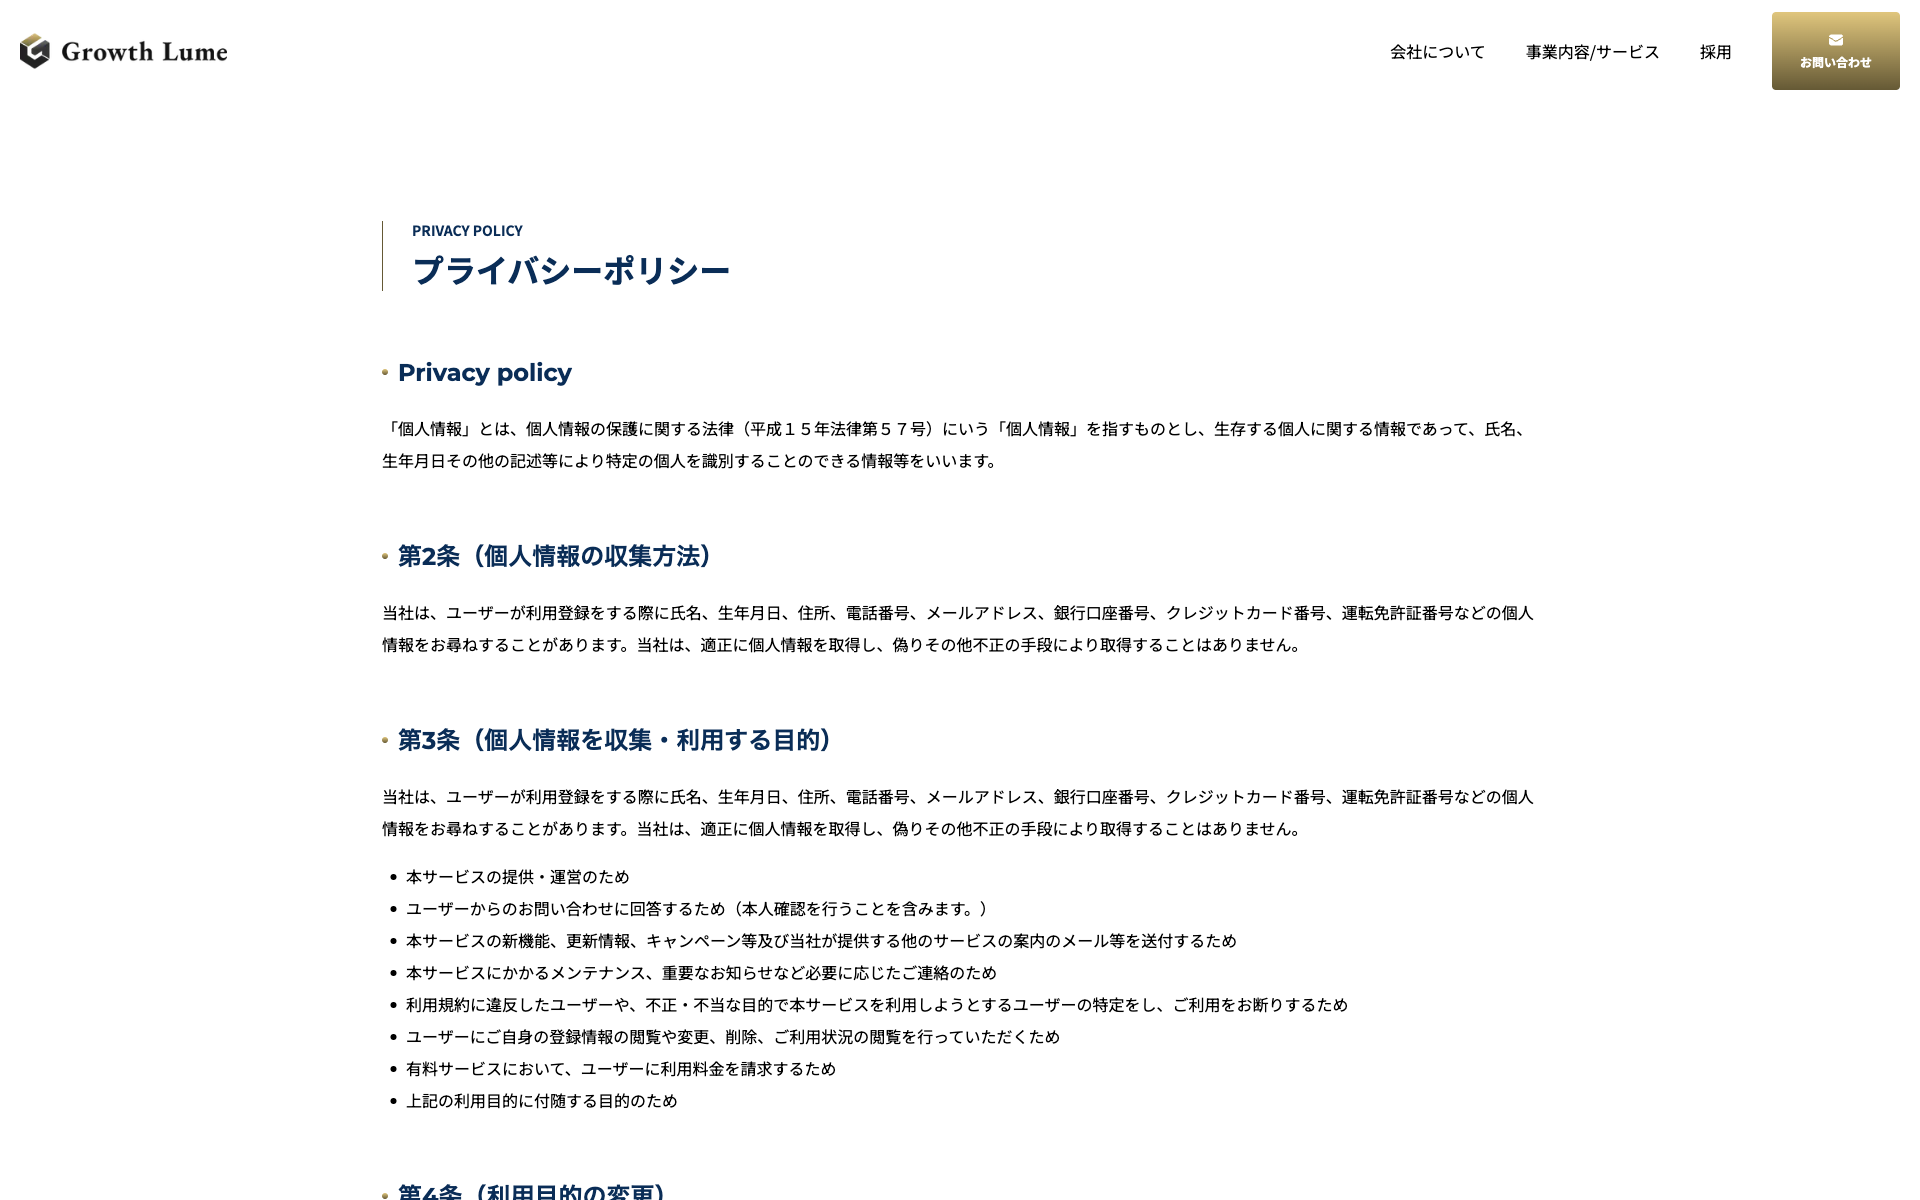 Growth Lume
会社について
事業内容/サービス
採用
お問い合わせ
PRIVACY POLICY
プライバシーポリシー
Privacy policy
「個人情報」とは、個人情報の保護に関する法律（平成１５年法律第５７号）にいう「個人情報」を指すものとし、生存する個人に関する情報であって、氏名、
生年月日その他の記述等により特定の個人を識別することのできる情報等をいいます。
第2条（個人情報の収集方法）
当社は、ユーザーが利用登録をする際に氏名、生年月日、住所、電話番号、メールアドレス、銀行口座番号、クレジットカード番号、運転免許証番号などの個人
情報をお尋ねすることがあります。当社は、適正に個人情報を取得し、偽りその他不正の手段により取得することはありません。
第3条（個人情報を収集・利用する目的）
当社は、ユーザーが利用登録をする際に氏名、生年月日、住所、電話番号、メールアドレス、銀行口座番号、クレジットカード番号、運転免許証番号などの個人
情報をお尋ねすることがあります。当社は、適正に個人情報を取得し、偽りその他不正の手段により取得することはありません。
本サービスの提供・運営のため
ユーザーからのお問い合わせに回答するため（本人確認を行うことを含みます。）
本サービスの新機能、更新情報、キャンペーン等及び当社が提供する他のサービスの案内のメール等を送付するため
本サービスにかかるメンテナンス、重要なお知らせなど必要に応じたご連絡のため
利用規約に違反したユーザーや、不正・不当な目的で本サービスを利用しようとするユーザーの特定をし、ご利用をお断りするため
ユーザーにご自身の登録情報の閲覧や変更、削除、ご利用状況の閲覧を行っていただくため
有料サービスにおいて、ユーザーに利用料金を請求するため
上記の利用目的に付随する目的のため
第4条（利用目的の変更）